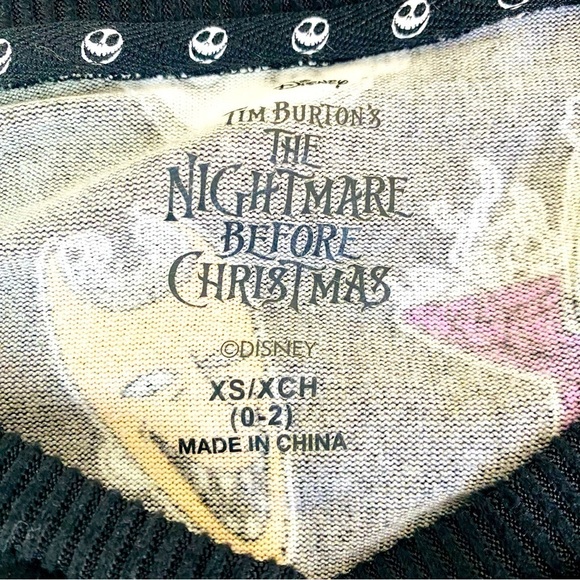 Disney
TIM BURTON'S
THE
NIGHTMARE
BEFORE
CHRISTMAS
©DISNEY
XS/XCH
(0-2)
MADE IN CHINA